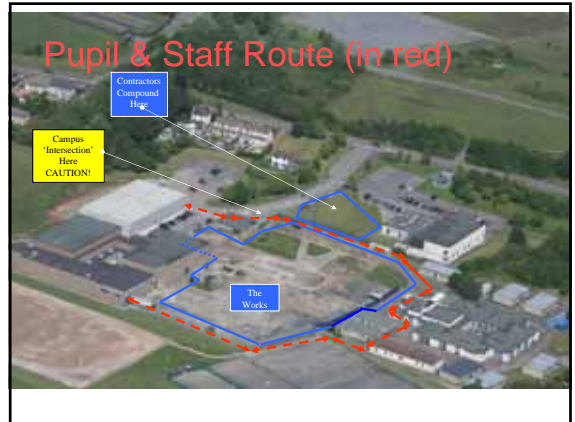 Pupil & Staff Route (in red)
Contractors
Compound
Here
Campus
'Intersection'
Here
CAUTION!
The
Works